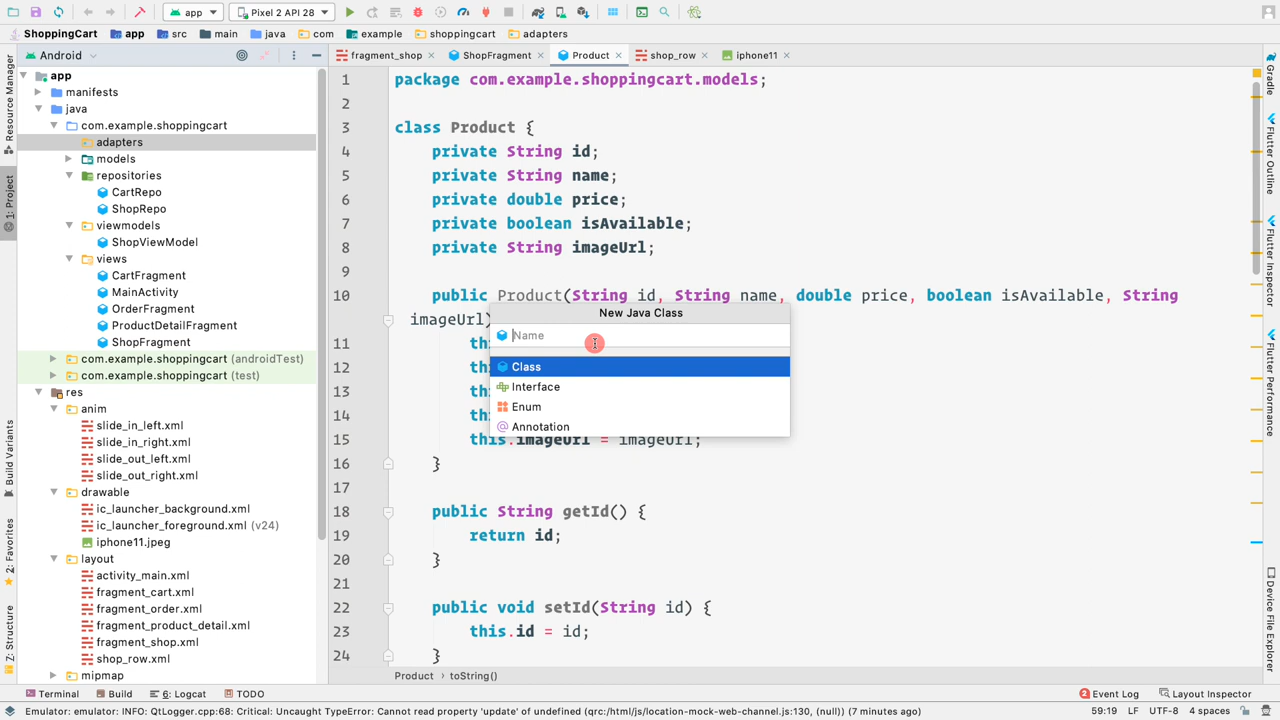 app
Pixel 2 API 28
ShoppingCart
app
src
main
java
com
example
shoppingcart
adapters
Android
fragment_shop
ShopFragment
Product
shop_row
iphone11
Resource Manager
1: Project
Build Variants
2: Favorites
7: Structure
app
manifests
java
com.example.shoppingcart
adapters
models
repositories
CartRepo
ShopRepo
viewmodels
ShopViewModel
views
CartFragment
MainActivity
OrderFragment
ProductDetailFragment
ShopFragment
com.example.shoppingcart (androidTest)
com.example.shoppingcart (test)
res
anim
slide_in_left.xml
slide_in_right.xml
slide_out_left.xml
slide_out_right.xml
drawable
ic_launcher_background.xml
ic_launcher_foreground.xml (v24)
iphone11.jpeg
layout
activity_main.xml
fragment_cart.xml
fragment_order.xml
fragment_product_detail.xml
fragment_shop.xml
shop_row.xml
mipmap
1 package com.example.shoppingcart.models;
2
3 class Product {
4 private String id;
5 private String name;
6 private double price;
7 private boolean isAvailable;
8 private String imageUrl;
9
10 public Product(String id, String name, double price, boolean isAvailable, String
imageUrl)
11 th
12 th
13 th
14 th
15 this.imageUrl = imageUrl;
16 }
17
18 public String getId() {
19 return id;
20 }
21
22 public void setId(String id) {
23 this.id = id;
24 }
New Java Class
Name
Class
Interface
Enum
Annotation
Product > toString()
Gradle
Flutter Outline
Flutter Inspector
Flutter Performance
Device File Explorer
Terminal
Build
6: Logcat
TODO
2 Event Log
Layout Inspector
Emulator: emulator: INFO: QtLogger.cpp:68: Critical: Uncaught TypeError: Cannot read property 'update' of undefined (qrc:/html/js/location-mock-web-channel.js:130, (null)) (7 minutes ago)
59:19 LF UTF-8 4 spaces